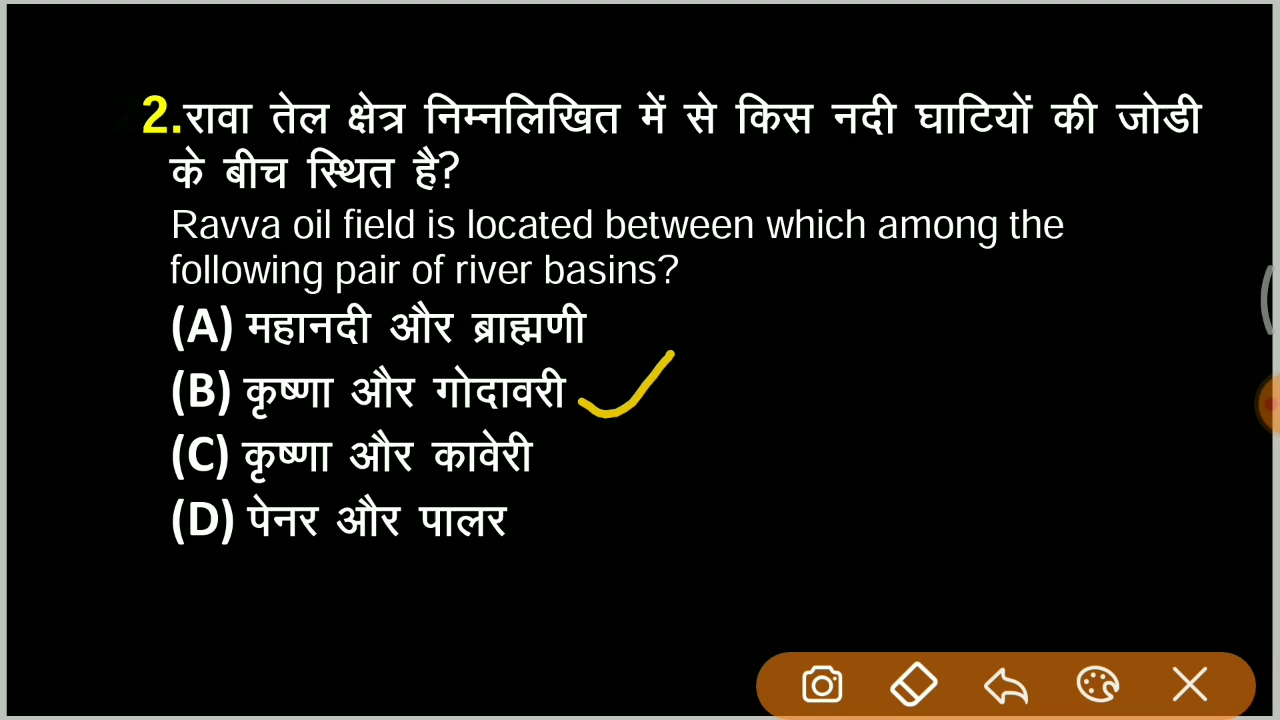 2.रावा तेल क्षेत्र निम्नलिखित में से किस नदी घाटियों की जोडी
के बीच स्थित है?
Ravva oil field is located between which among the
following pair of river basins?
(A) महानदी और ब्राह्मणी
(B) कृष्णा और गोदावरी
(C) कृष्णा और कावेरी
(D) पेनर और पालर